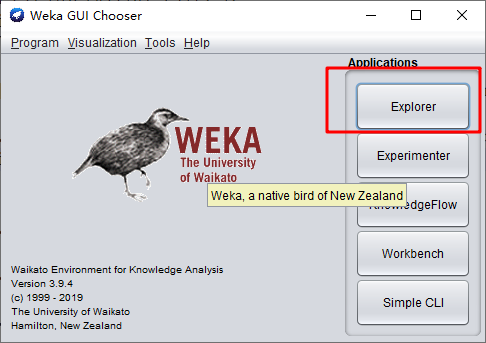 Weka GUI Chooser
Program Visualization Tools Help
Applications
Explorer
WEKA
The University
of Waikato
Experimenter
Weka, a native bird of New Zealand
KnowledgeFlow
Workbench
Waikato Environment for Knowledge Analysis
Version 3.9.4
(c) 1999 - 2019
The University of Waikato
Hamilton, New Zealand
Simple CLI